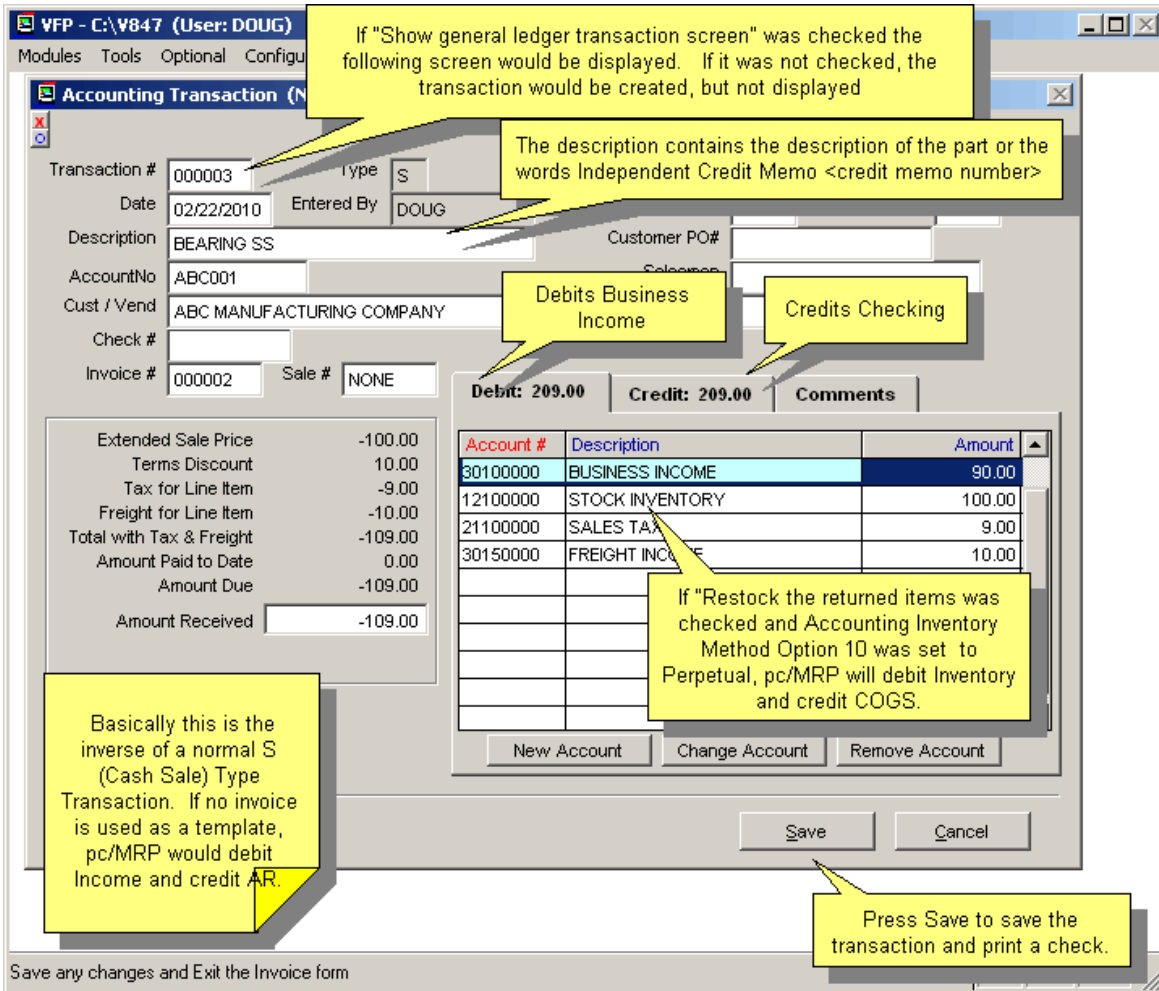 VFP - C:\V847 (User: DOUG)
Modules Tools Optional Configu
If "Show general ledger transaction screen" was checked the
following screen would be displayed. If it was not checked, the
transaction would be created, but not displayed
Accounting Transaction (N
The description contains the description of the part or the
words Independent Credit Memo <credit memo number>
Transaction # 000003 Type S
Date 02/22/2010 Entered By DOUG
Description BEARING SS Customer PO#
AccountNo ABC001 Salesman
Cust / Vend ABC MANUFACTURING COMPANY
Debits Business
Income
Credits Checking
Check #
Invoice # 000002 Sale # NONE
Debit: 209.00 Credit: 209.00 Comments
Extended Sale Price -100.00
Terms Discount 10.00
Tax for Line Item -9.00
Freight for Line Item -10.00
Total with Tax & Freight -109.00
Amount Paid to Date 0.00
Amount Due -109.00
Amount Received -109.00
Account # Description Amount
30100000 BUSINESS INCOME 90.00
12100000 STOCK INVENTORY 100.00
21100000 SALES TAX 9.00
30150000 FREIGHT INCOME 10.00
If "Restock the returned items was
checked and Accounting Inventory
Method Option 10 was set to
Perpetual, pc/MRP will debit Inventory
and credit COGS.
New Account Change Account Remove Account
Basically this is the
inverse of a normal S
(Cash Sale) Type
Transaction. If no invoice
is used as a template,
pc/MRP would debit
Income and credit AR.
Save Cancel
Press Save to save the
transaction and print a check.
Save any changes and Exit the Invoice form